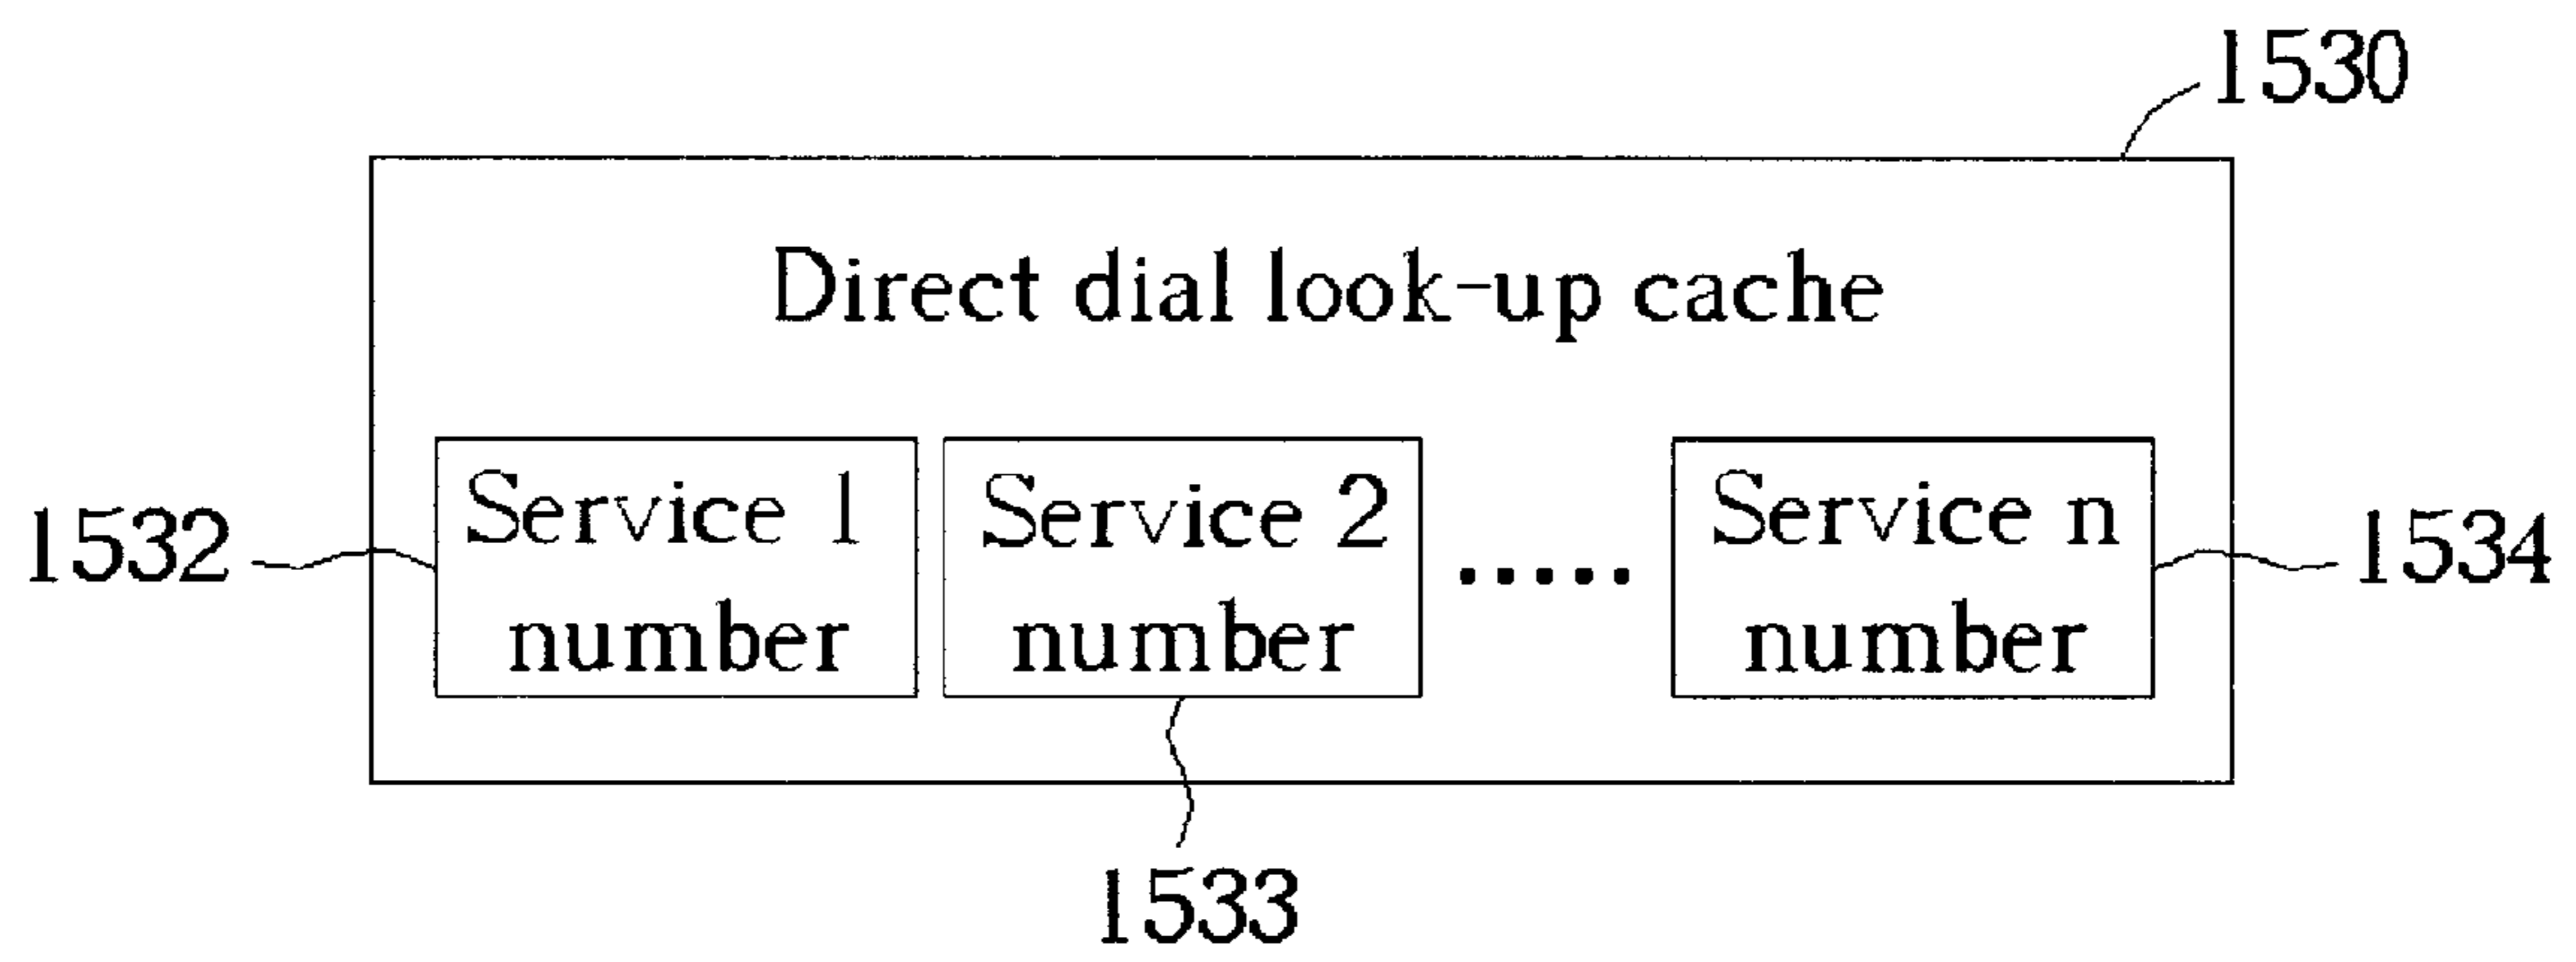 1530
Direct dial look-up cache
Service 1
number
Service 2
number
.....
Service n
number
1532
1534
1533